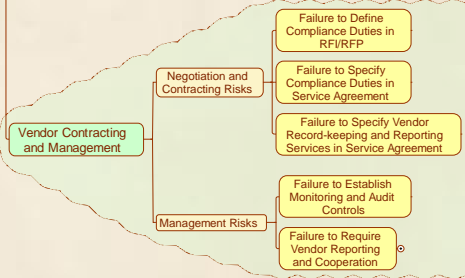 Failure to Define
Compliance Duties in
RFI/RFP
Negotiation and
Contracting Risks
Failure to Specify
Compliance Duties in
Service Agreement
Failure to Specify Vendor
Record-keeping and Reporting
Services in Service Agreement
Vendor Contracting
and Management
Failure to Establish
Monitoring and Audit
Controls
Management Risks
Failure to Require
Vendor Reporting
and Cooperation